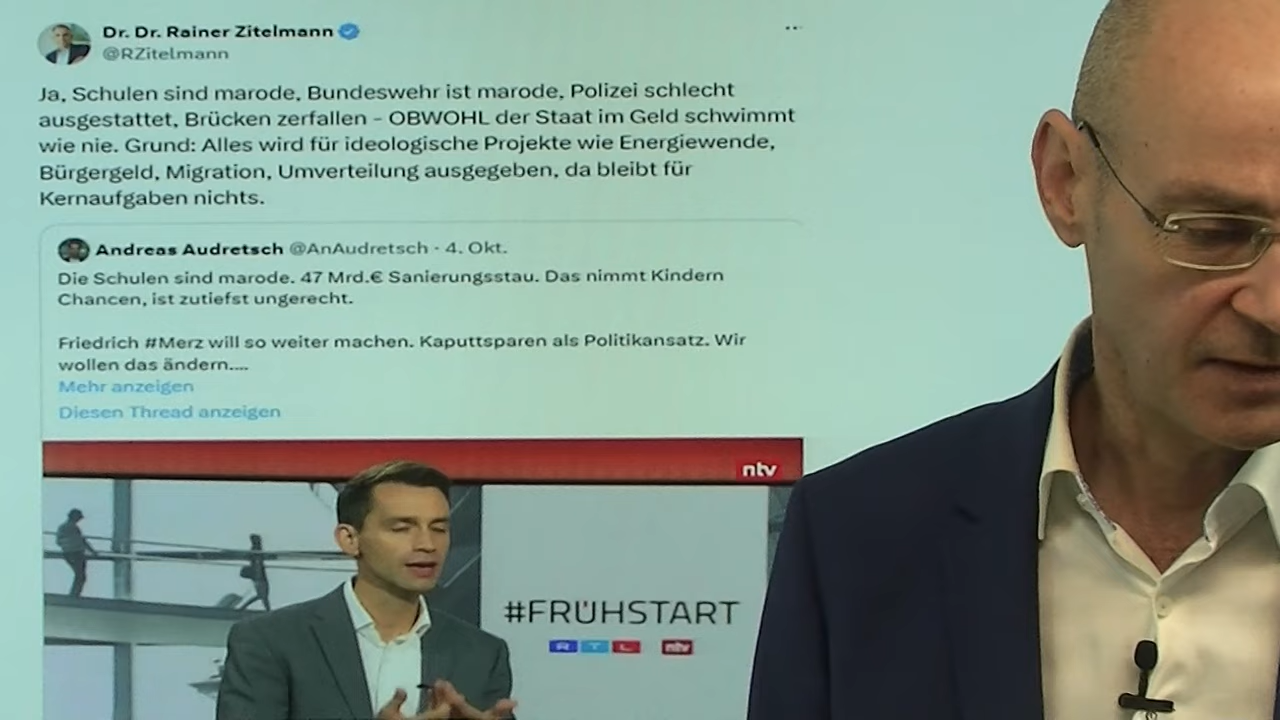 Dr. Dr. Rainer Zitelmann
@RZitelmann
Ja, Schulen sind marode, Bundeswehr ist marode, Polizei schlecht
ausgestattet, Brücken zerfallen - OBWOHL der Staat im Geld schwimmt
wie nie. Grund: Alles wird für ideologische Projekte wie Energiewende,
Bürgergeld, Migration, Umverteilung ausgegeben, da bleibt für
Kernaufgaben nichts.
Andreas Audretsch @AnAudretsch · 4. Okt.
Die Schulen sind marode. 47 Mrd.€ Sanierungsstau. Das nimmt Kindern
Chancen, ist zutiefst ungerecht.
Friedrich #Merz will so weiter machen. Kaputtsparen als Politikansatz. Wir
wollen das ändern....
Mehr anzeigen
Diesen Thread anzeigen
ntv
#FRÜHSTART
RTL ntv